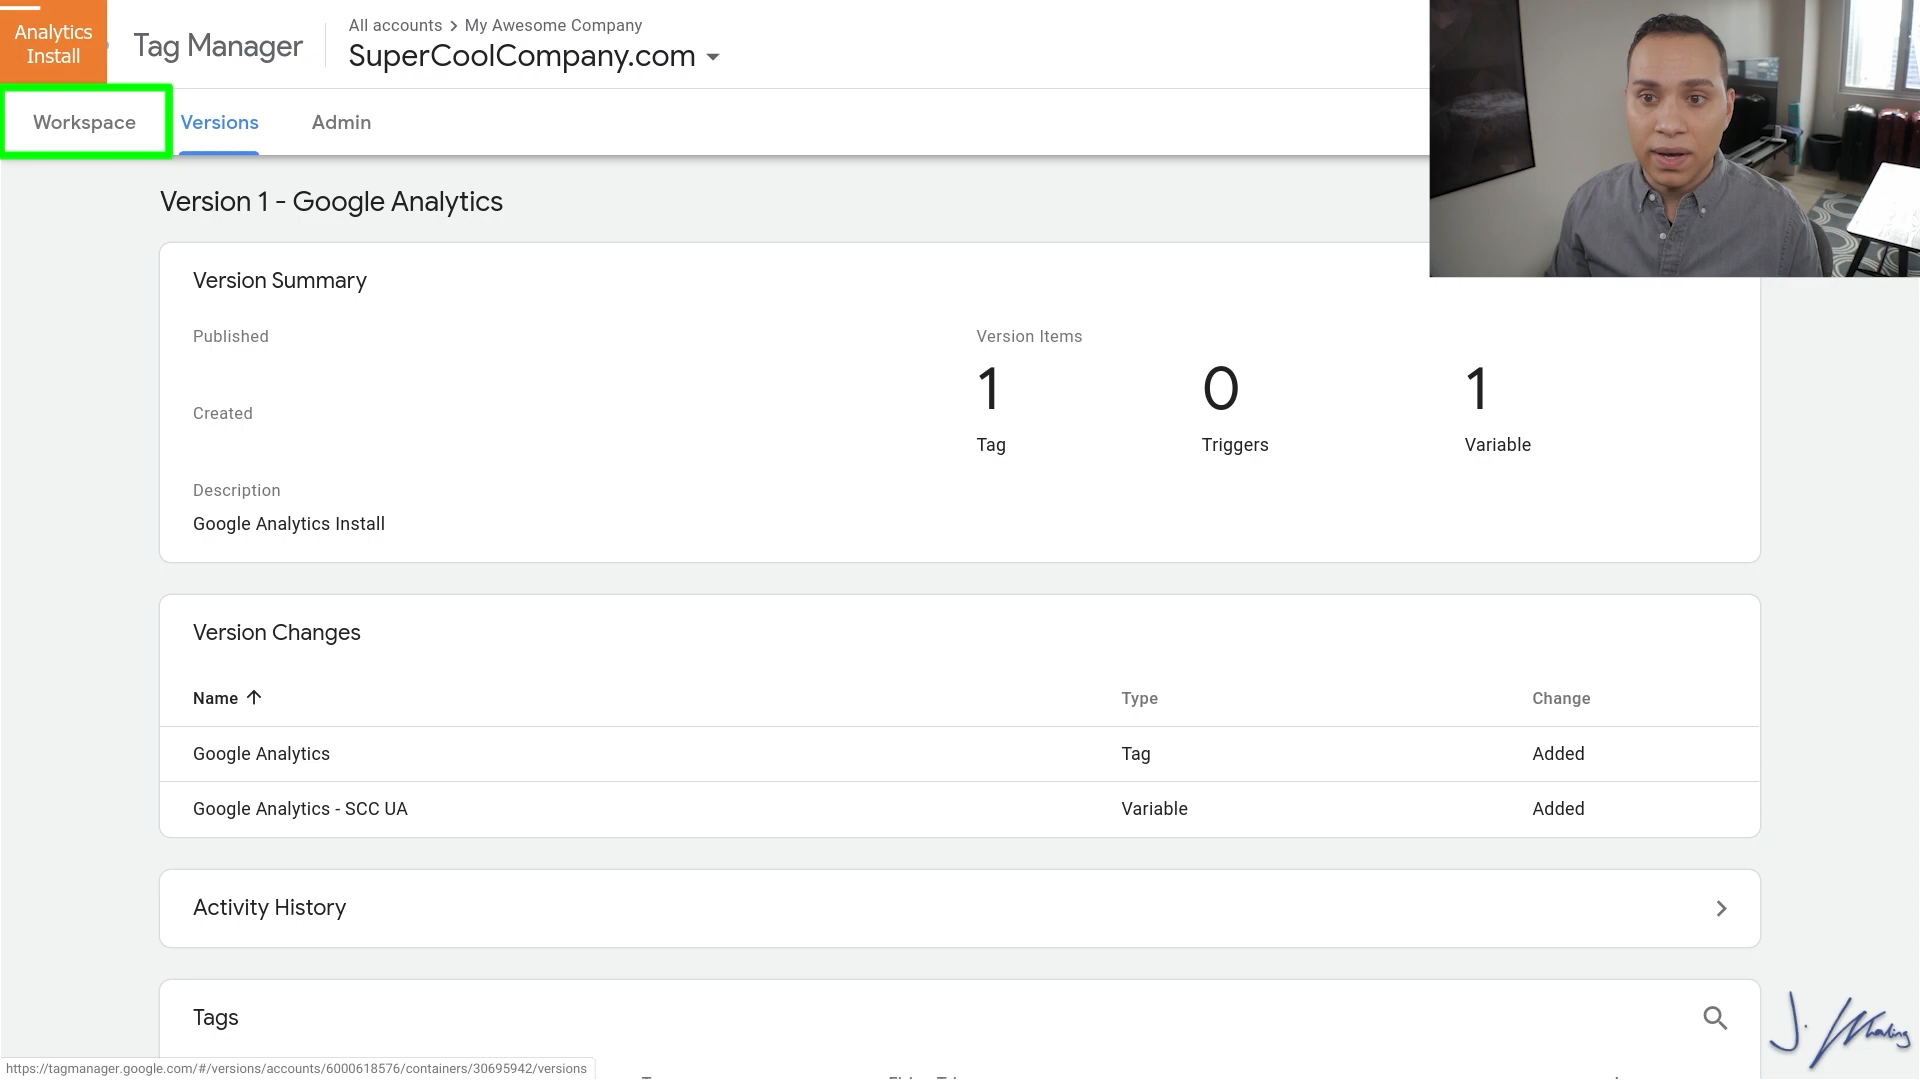 Analytics
Install
Tag Manager
All accounts > My Awesome Company
SuperCoolCompany.com
Workspace
Versions
Admin
Version 1 - Google Analytics
Version Summary
Published
Version Items
1
0
1
Created
Tag
Triggers
Variable
Description
Google Analytics Install
Version Changes
Name
Type
Change
Google Analytics
Tag
Added
Google Analytics - SCC UA
Variable
Added
Activity History
Tags
https://tagmanager.google.com/#/versions/accounts/6000618576/containers/30695942/versions